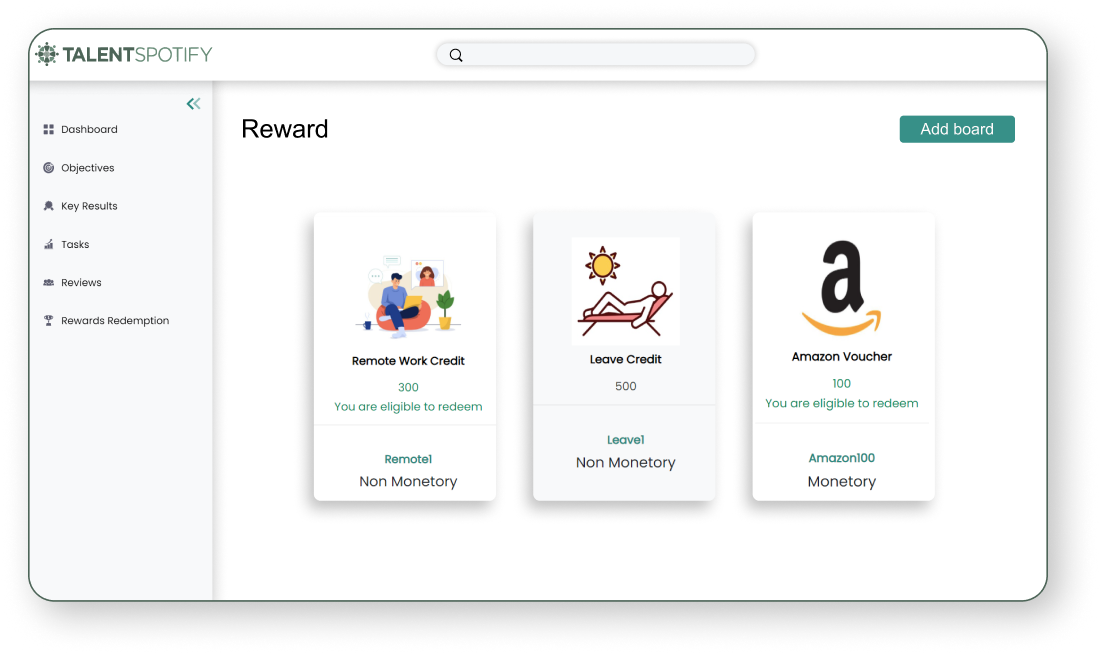 TALENTSPOTIFY
Reward
Add board
Dashboard
Objectives
Key Results
Tasks
Reviews
Rewards Redemption
Remote Work Credit
300
You are eligible to redeem
Remote1
Non Monetory
Leave Credit
500
Leave1
Non Monetory
a
Amazon Voucher
100
You are eligible to redeem
Amazon100
Monetory